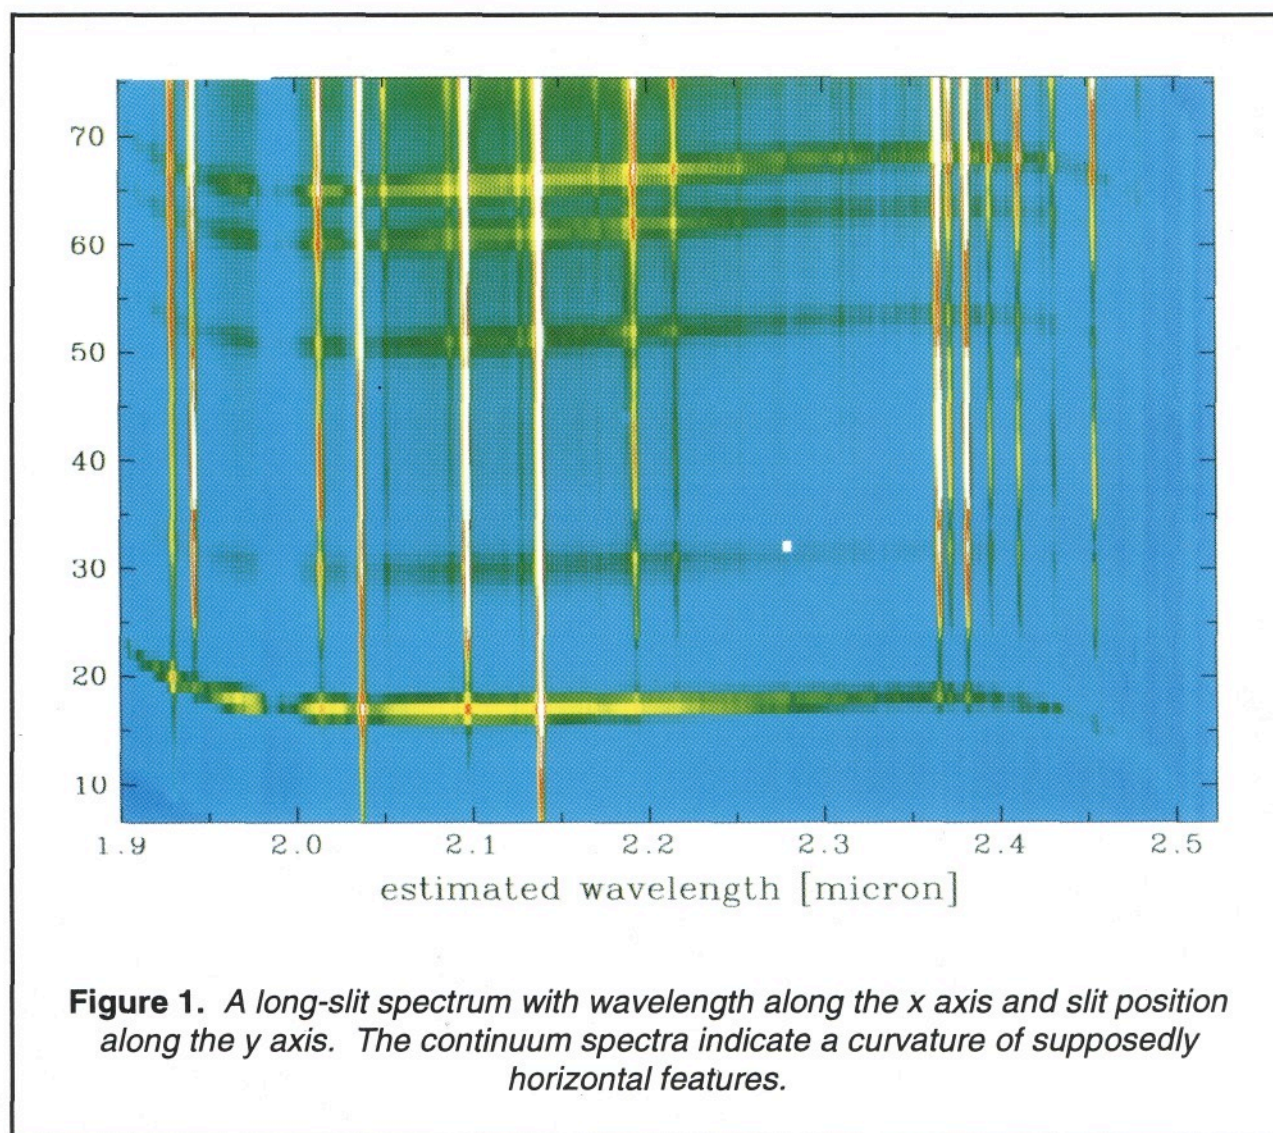 70
60
50
40
30
20
10
1.9 2.0 2.1 2.2 2.3 2.4 2.5
estimated wavelength [micron]
Figure 1. A long-slit spectrum with wavelength along the x axis and slit position
along the y axis. The continuum spectra indicate a curvature of supposedly
horizontal features.